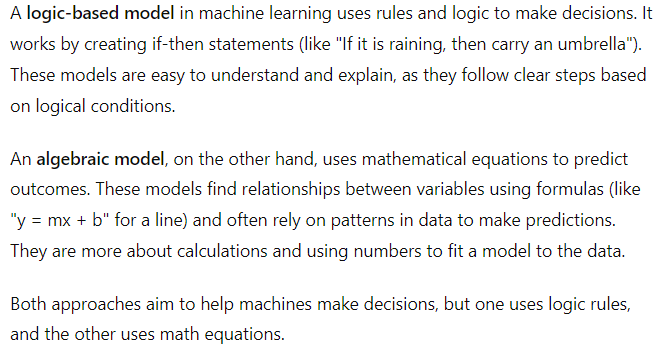 A logic-based model in machine learning uses rules and logic to make decisions. It
works by creating if-then statements (like "If it is raining, then carry an umbrella").
These models are easy to understand and explain, as they follow clear steps based
on logical conditions.
An algebraic model, on the other hand, uses mathematical equations to predict
outcomes. These models find relationships between variables using formulas (like
"y = mx + b" for a line) and often rely on patterns in data to make predictions.
They are more about calculations and using numbers to fit a model to the data.
Both approaches aim to help machines make decisions, but one uses logic rules,
and the other uses math equations.